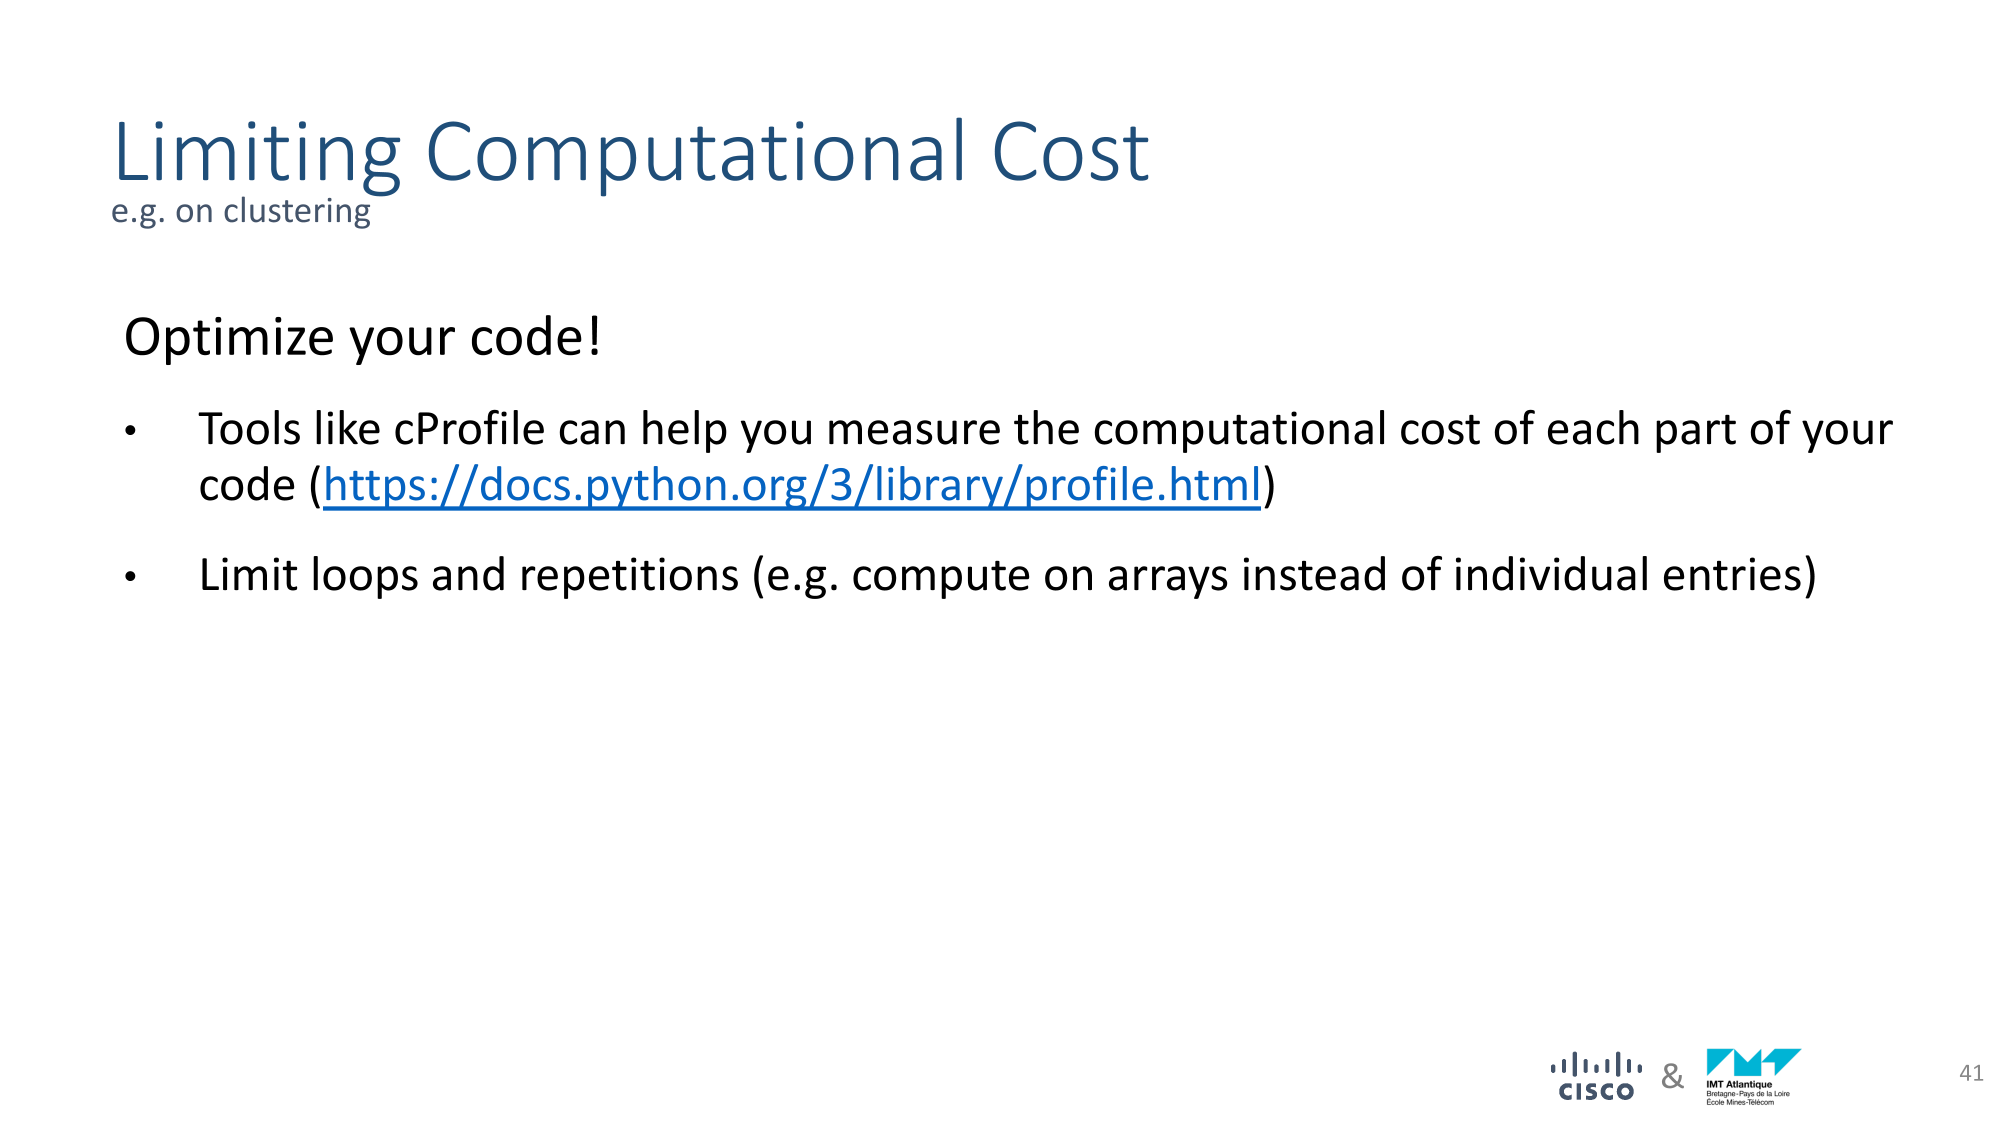 Limiting Computational Cost
e.g. on clustering
Optimize your code!
• Tools like cProfile can help you measure the computational cost of each part of your
code (https://docs.python.org/3/library/profile.html)
• Limit loops and repetitions (e.g. compute on arrays instead of individual entries)
CISCO
&
IMT Atlantique
Bretagne-Pays de la Loire
École Mines-Télécom
41